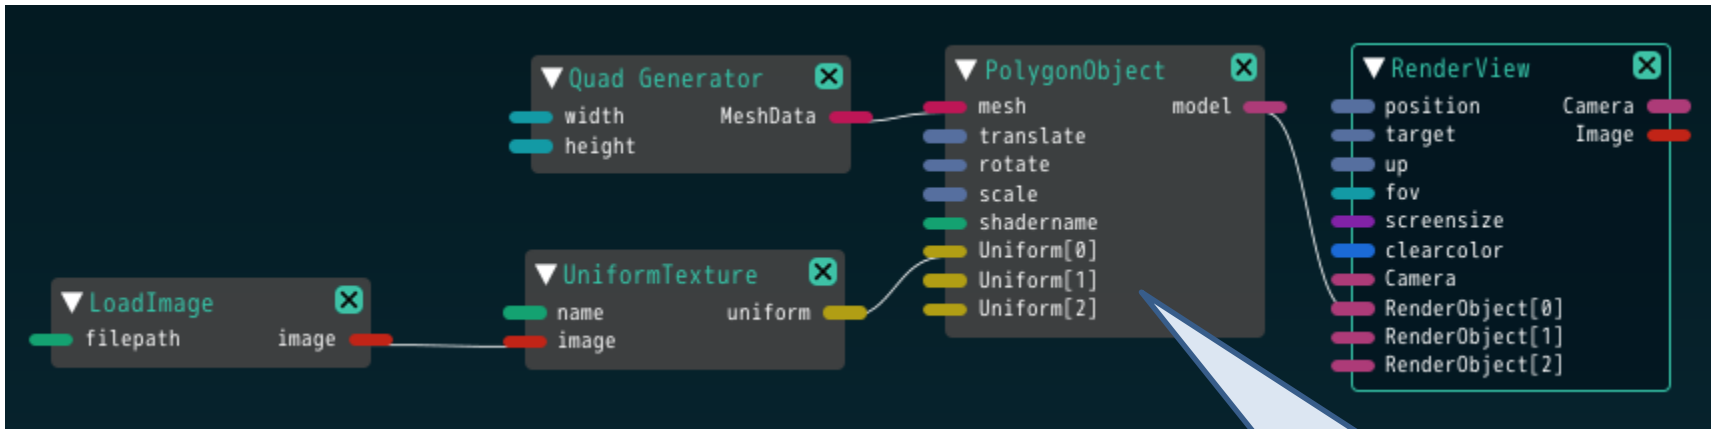 LoadImage
filepath image
Quad Generator
width MeshData
height
UniformTexture
name uniform
image
PolygonObject
mesh model
translate
rotate
scale
shadername
Uniform[0]
Uniform[1]
Uniform[2]
RenderView
position Camera
target Image
up
fov
screensize
clearcolor
Camera
RenderObject[0]
RenderObject[1]
RenderObject[2]